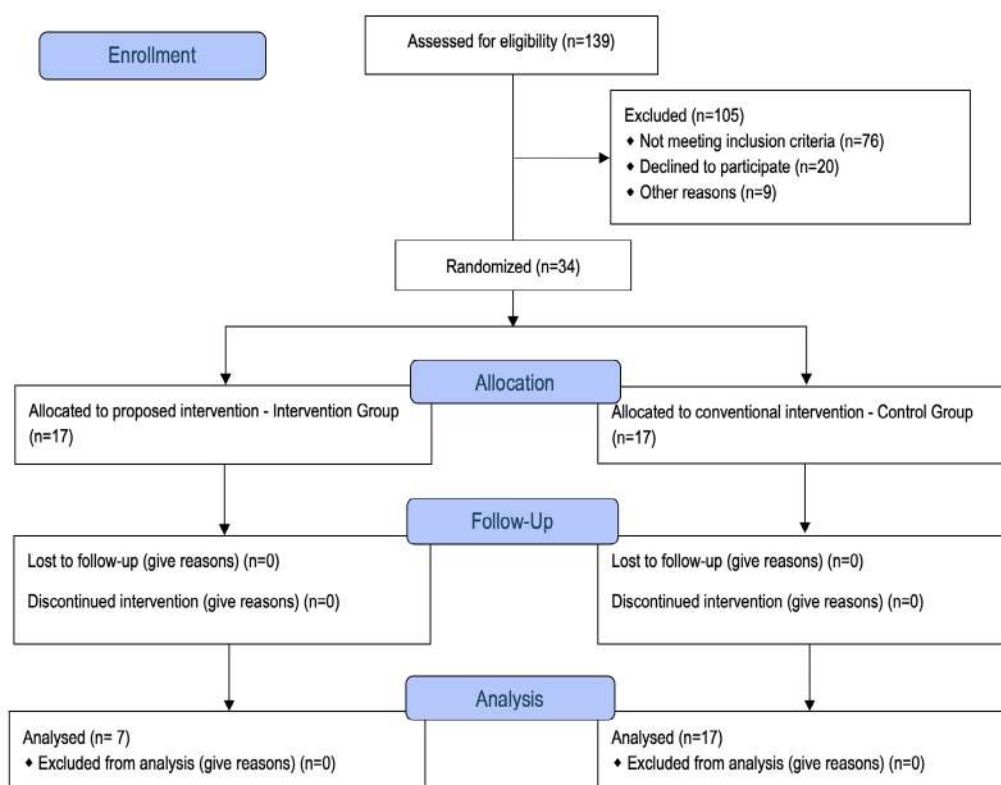 Enrollment
Assessed for eligibility (n=139)
Excluded (n=105)
♦ Not meeting inclusion criteria (n=76)
♦ Declined to participate (n=20)
♦ Other reasons (n=9)
Randomized (n=34)
Allocation
Allocated to proposed intervention - Intervention Group
(n=17)
Allocated to conventional intervention - Control Group
(n=17)
Follow-Up
Lost to follow-up (give reasons) (n=0)
Discontinued intervention (give reasons) (n=0)
Lost to follow-up (give reasons) (n=0)
Discontinued intervention (give reasons) (n=0)
Analysis
Analysed (n= 7)
♦ Excluded from analysis (give reasons) (n=0)
Analysed (n=17)
♦ Excluded from analysis (give reasons) (n=0)